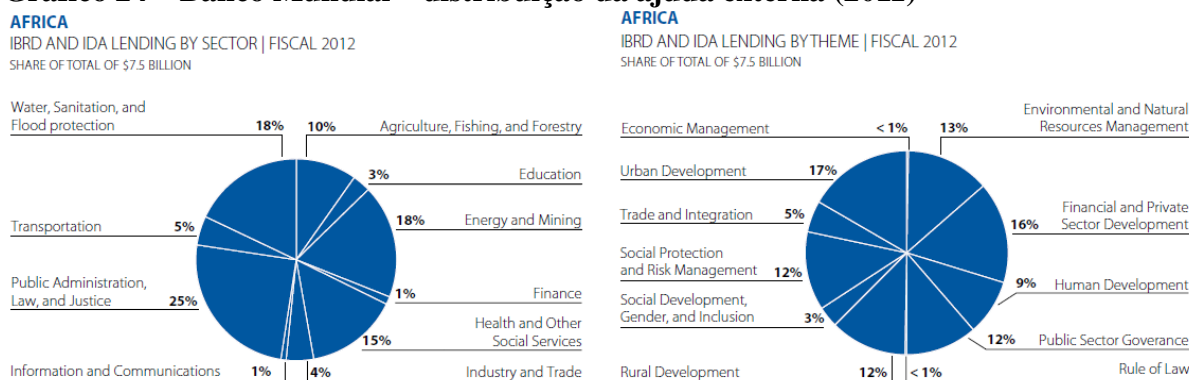 Banco Mundial – distribuição da ajuda externa
AFRICA
IBRD AND IDA LENDING BY SECTOR | FISCAL 2012
SHARE OF TOTAL OF $7.5 BILLION
Water, Sanitation, and
Flood protection 18% 10% Agriculture, Fishing, and Forestry
3% Education
18% Energy and Mining
Transportation 5%
Public Administration,
Law, and Justice 25%
1% Finance
Health and Other
15% Social Services
Information and Communications 1% 4% Industry and Trade
AFRICA
IBRD AND IDA LENDING BY THEME | FISCAL 2012
SHARE OF TOTAL OF $7.5 BILLION
Environmental and Natural
Economic Management < 1% 13% Resources Management
Urban Development 17%
Trade and Integration 5%
Financial and Private
16% Sector Development
Social Protection
and Risk Management 12%
9% Human Development
Social Development,
Gender, and Inclusion 3%
12% Public Sector Goverance
Rural Development 12% < 1% Rule of Law